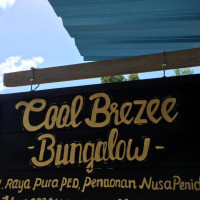 Cool Brezee
-Bungalow-
. Raya Pura PED, Penaonan Nusa Penid